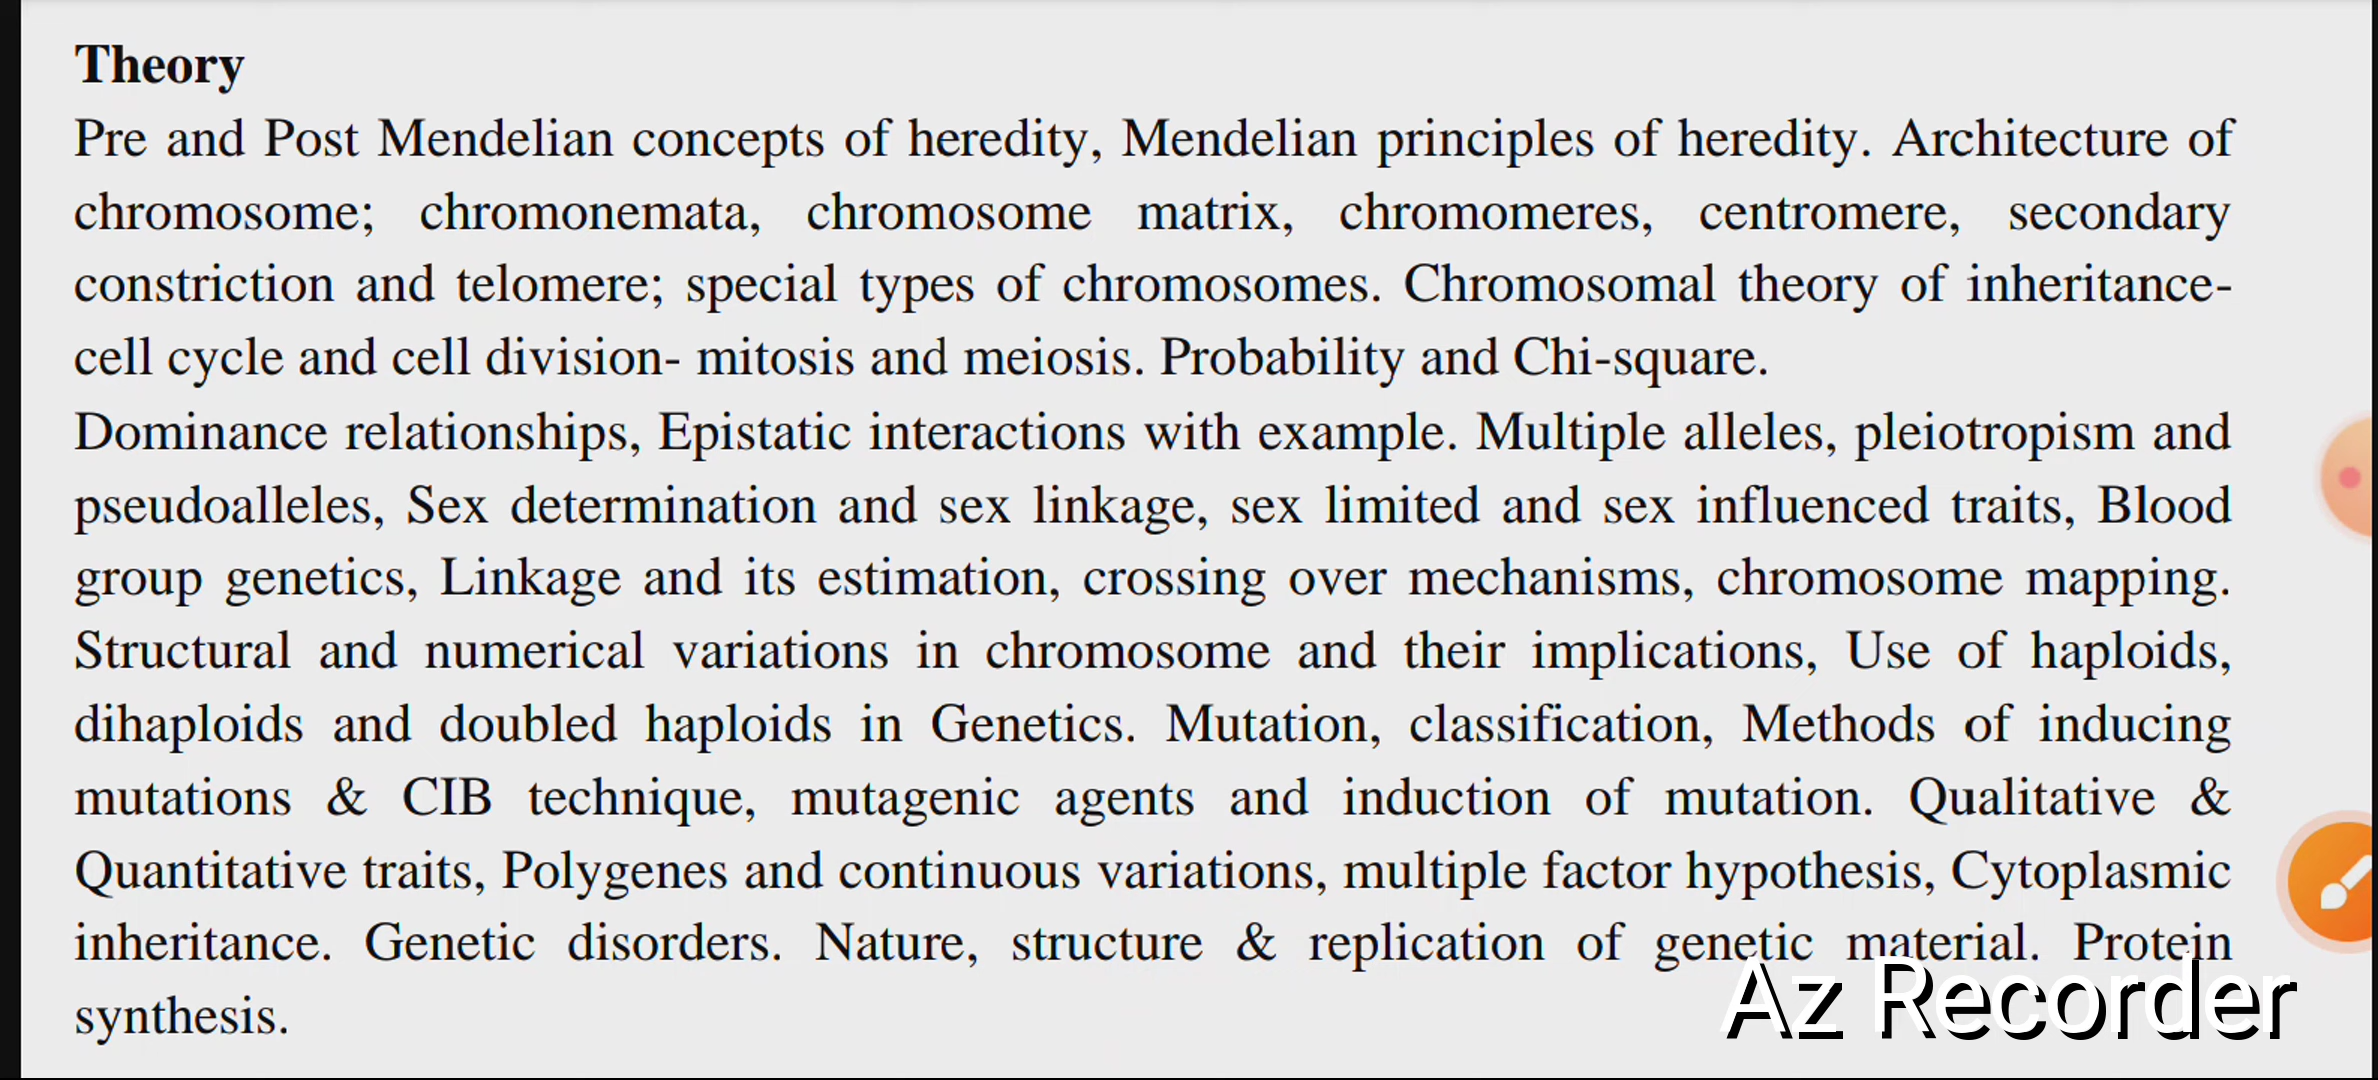 Theory
Pre and Post Mendelian concepts of heredity, Mendelian principles of heredity. Architecture of
chromosome; chromonemata, chromosome matrix, chromomeres, centromere, secondary
constriction and telomere; special types of chromosomes. Chromosomal theory of inheritance-
cell cycle and cell division- mitosis and meiosis. Probability and Chi-square.
Dominance relationships, Epistatic interactions with example. Multiple alleles, pleiotropism and
pseudoalleles, Sex determination and sex linkage, sex limited and sex influenced traits, Blood
group genetics, Linkage and its estimation, crossing over mechanisms, chromosome mapping.
Structural and numerical variations in chromosome and their implications, Use of haploids,
dihaploids and doubled haploids in Genetics. Mutation, classification, Methods of inducing
mutations & CIB technique, mutagenic agents and induction of mutation. Qualitative &
Quantitative traits, Polygenes and continuous variations, multiple factor hypothesis, Cytoplasmic
inheritance. Genetic disorders. Nature, structure & replication of genetic material. Protein
synthesis.
Az Recorder